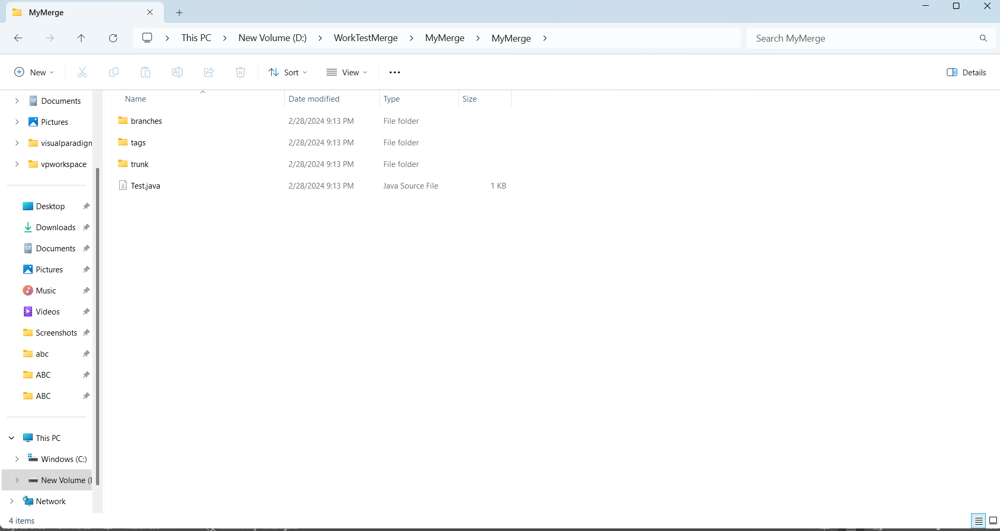 MyMerge
This PC > New Volume (D:) > WorkTestMerge > MyMerge > MyMerge >
Search MyMerge
New
Sort
View
Details
Name Date modified Type Size
branches 2/28/2024 9:13 PM File folder
tags 2/28/2024 9:13 PM File folder
trunk 2/28/2024 9:13 PM File folder
Test.java 2/28/2024 9:13 PM Java Source File 1 KB
Documents
Pictures
visualparadign
vpworkspace
Desktop
Downloads
Documents
Pictures
Music
Videos
Screenshots
abc
ABC
ABC
This PC
Windows (C:)
New Volume (
Network
4 items